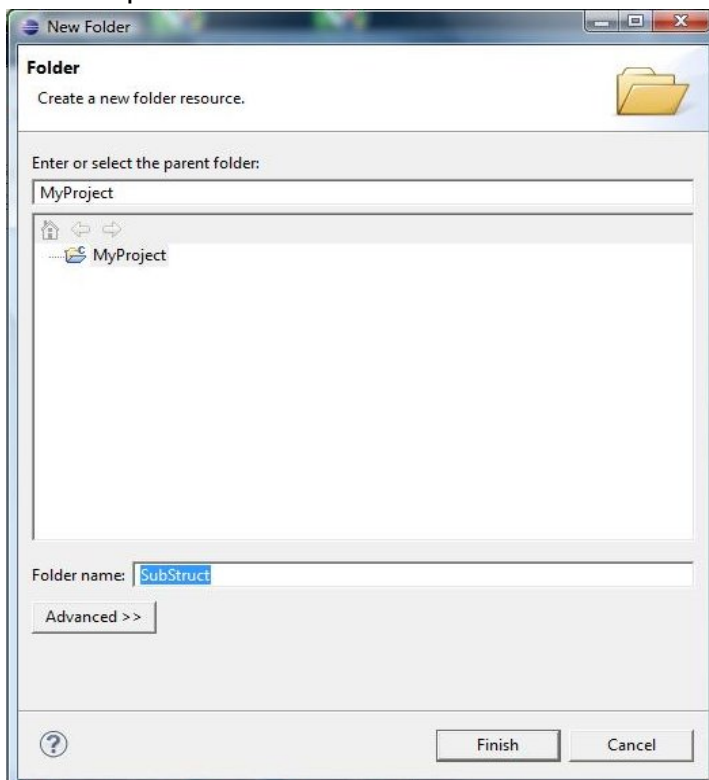 New Folder
Folder
Create a new folder resource.
Enter or select the parent folder:
MyProject
MyProject
Folder name: SubStruct
Advanced >>
?
Finish Cancel